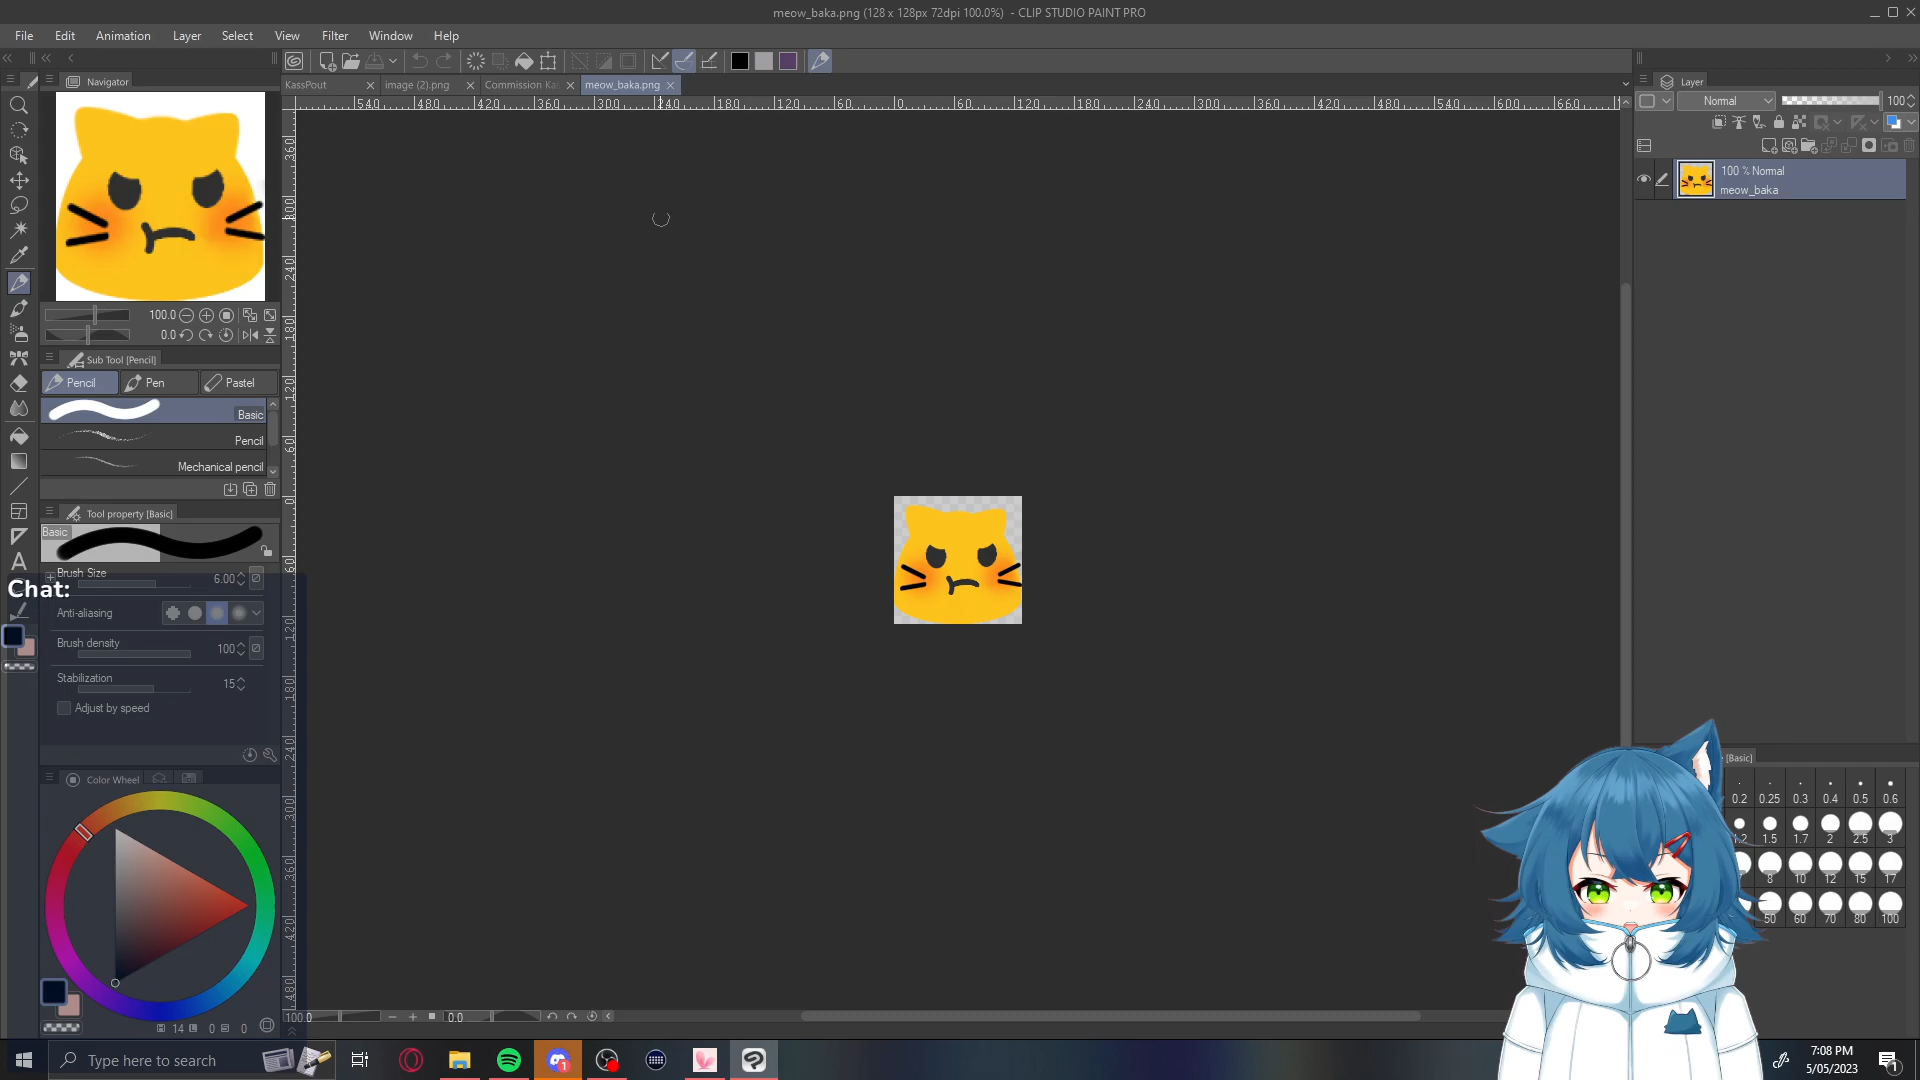 meow_baka.png (128 x 128px 72dpi 100.0%) - CLIP STUDIO PAINT PRO
File Edit Animation Layer Select View Filter Window Help
Navigator
KassPout
image (2).png
Commission Ka
meow_baka.png
Layer
Normal
100
100 % Normal
meow_baka
100.0
0.0
Sub Tool [Pencil]
Pencil
Pen
Pastel
Basic
Pencil
Mechanical pencil
Tool property [Basic]
Basic
Brush Size
6.00
Chat:
Anti-aliasing
Brush density
100
Stabilization
15
Adjust by speed
Color Wheel
14 0 0
100.0
0.0
[Basic]
0.2 0.25 0.3 0.4 0.5 0.6
1.5 1.7 2 2.5 3
8 10 12 15 17
50 60 70 80 100
Type here to search
7:08 PM
5/05/2023